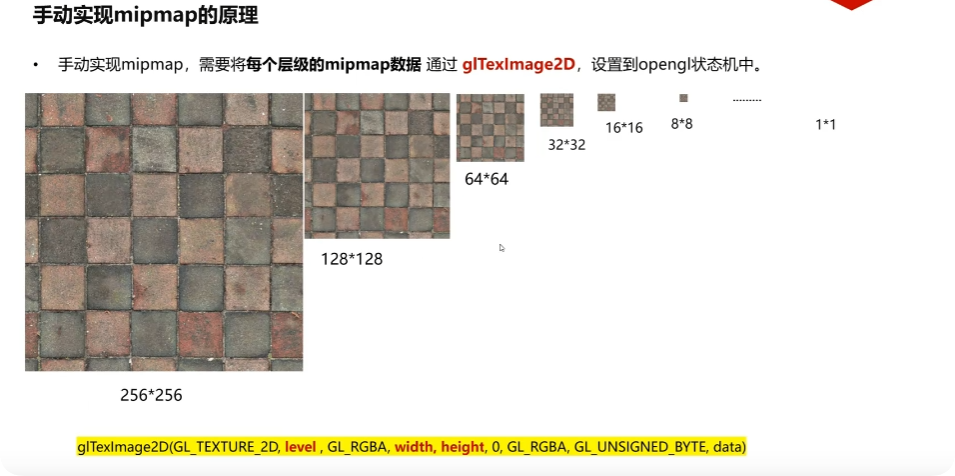 手动实现mipmap的原理
• 手动实现mipmap，需要将每个层级的mipmap数据 通过 glTexImage2D，设置到opengl状态机中。
256*256
128*128
64*64
32*32
16*16
8*8
.........
1*1
glTexImage2D(GL_TEXTURE_2D, level , GL_RGBA, width, height, 0, GL_RGBA, GL_UNSIGNED_BYTE, data)